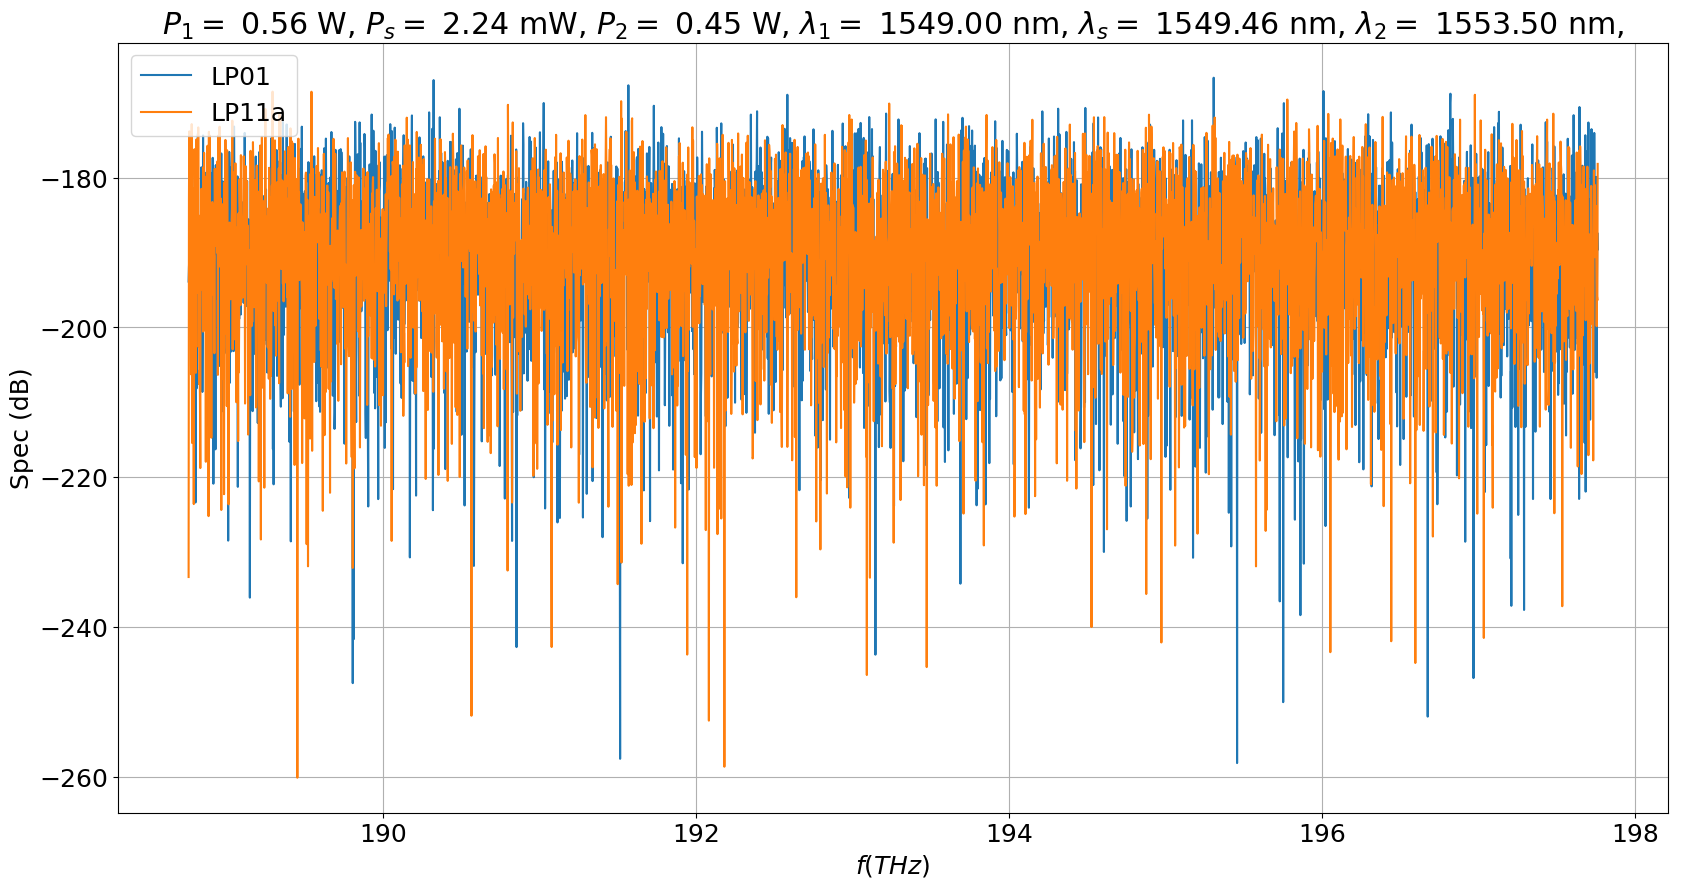 P₁ = 0.56 W, Pₛ = 2.24 mW, P₂ = 0.45 W, λ₁ = 1549.00 nm, λₛ = 1549.46 nm, λ₂ = 1553.50 nm,
LP01
LP11a
Spec (dB)
−180
−200
−220
−240
−260
190 192 194 196 198
f(THz)